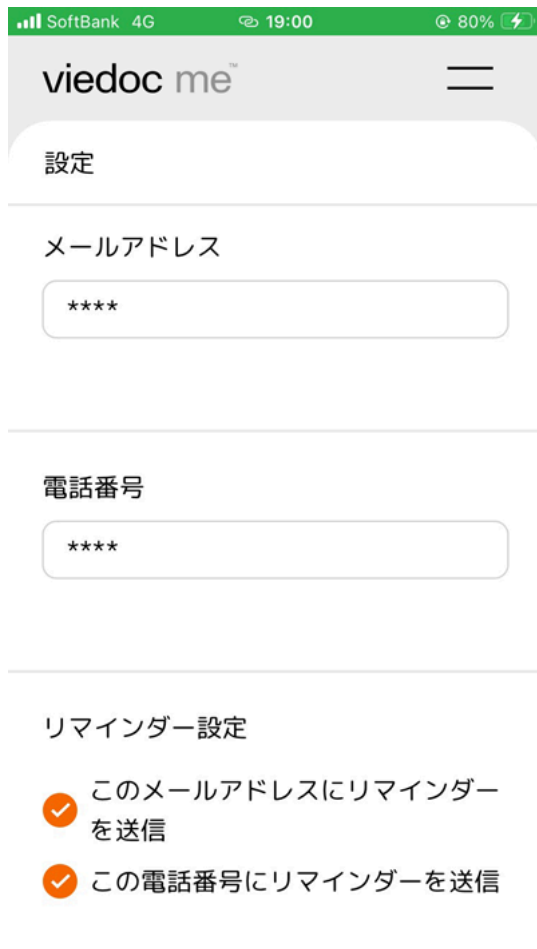 SoftBank 4G 19:00 80%
viedoc me™
設定
メールアドレス
****
電話番号
****
リマインダー設定
このメールアドレスにリマインダー
を送信
この電話番号にリマインダーを送信